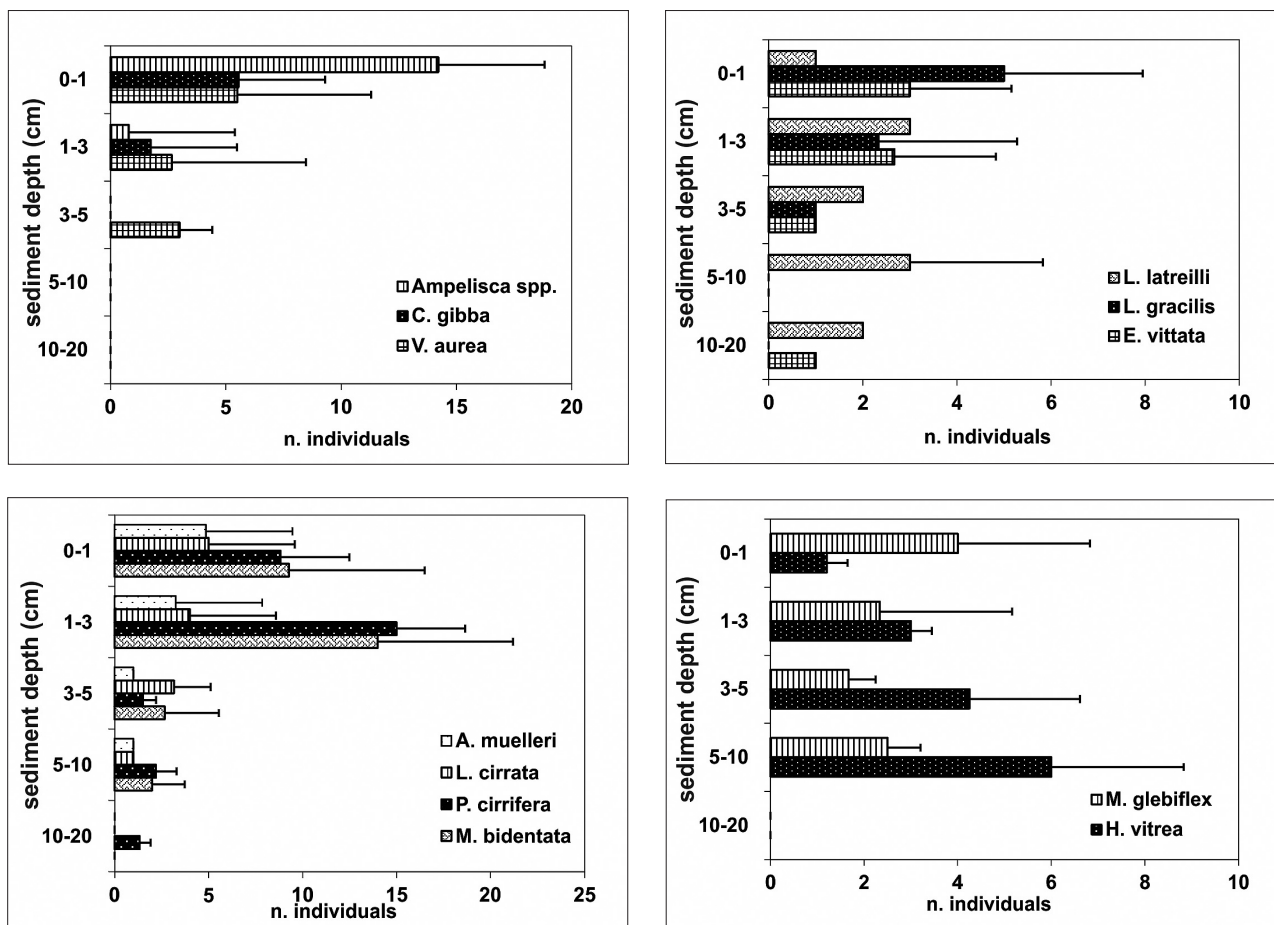 sediment depth (cm)
0-1
1-3
3-5
5-10
10-20
Ampelisca spp.
C. gibba
V. aurea
0 5 10 15 20
n. individuals
sediment depth (cm)
0-1
1-3
3-5
5-10
10-20
L. latreilli
L. gracilis
E. vittata
0 2 4 6 8 10
n. individuals
sediment depth (cm)
0-1
1-3
3-5
5-10
10-20
A. muelleri
L. cirrata
P. cirrifera
M. bidentata
0 5 10 15 20 25
n. individuals
sediment depth (cm)
0-1
1-3
3-5
5-10
10-20
M. glebiflex
H. vitrea
0 2 4 6 8 10
n. individuals